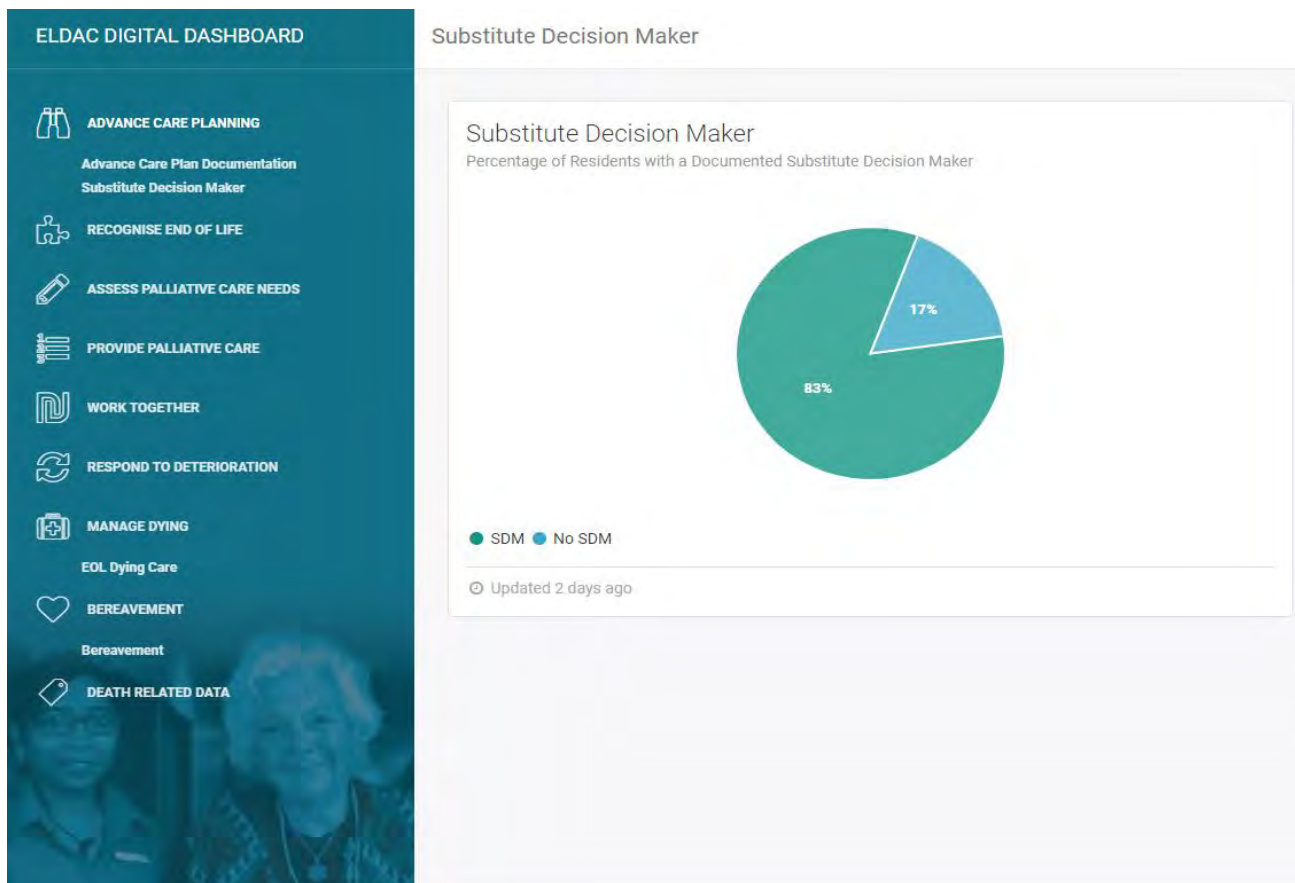 ELDAC DIGITAL DASHBOARD
ADVANCE CARE PLANNING
Advance Care Plan Documentation
Substitute Decision Maker
RECOGNISE END OF LIFE
ASSESS PALLIATIVE CARE NEEDS
PROVIDE PALLIATIVE CARE
WORK TOGETHER
RESPOND TO DETERIORATION
MANAGE DYING
EOL Dying Care
BEREAVEMENT
Bereavement
DEATH RELATED DATA
Substitute Decision Maker
Substitute Decision Maker
Percentage of Residents with a Documented Substitute Decision Maker
17%
83%
SDM No SDM
Updated 2 days ago